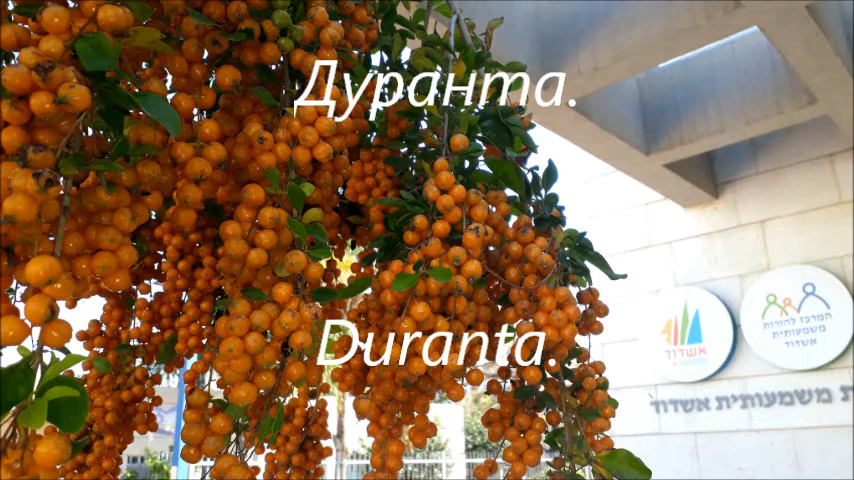 Дуранта.
Duranta.
אשדוד
המרכז להורות
משמעותית
אשדוד
ת משמעותית אשדוד